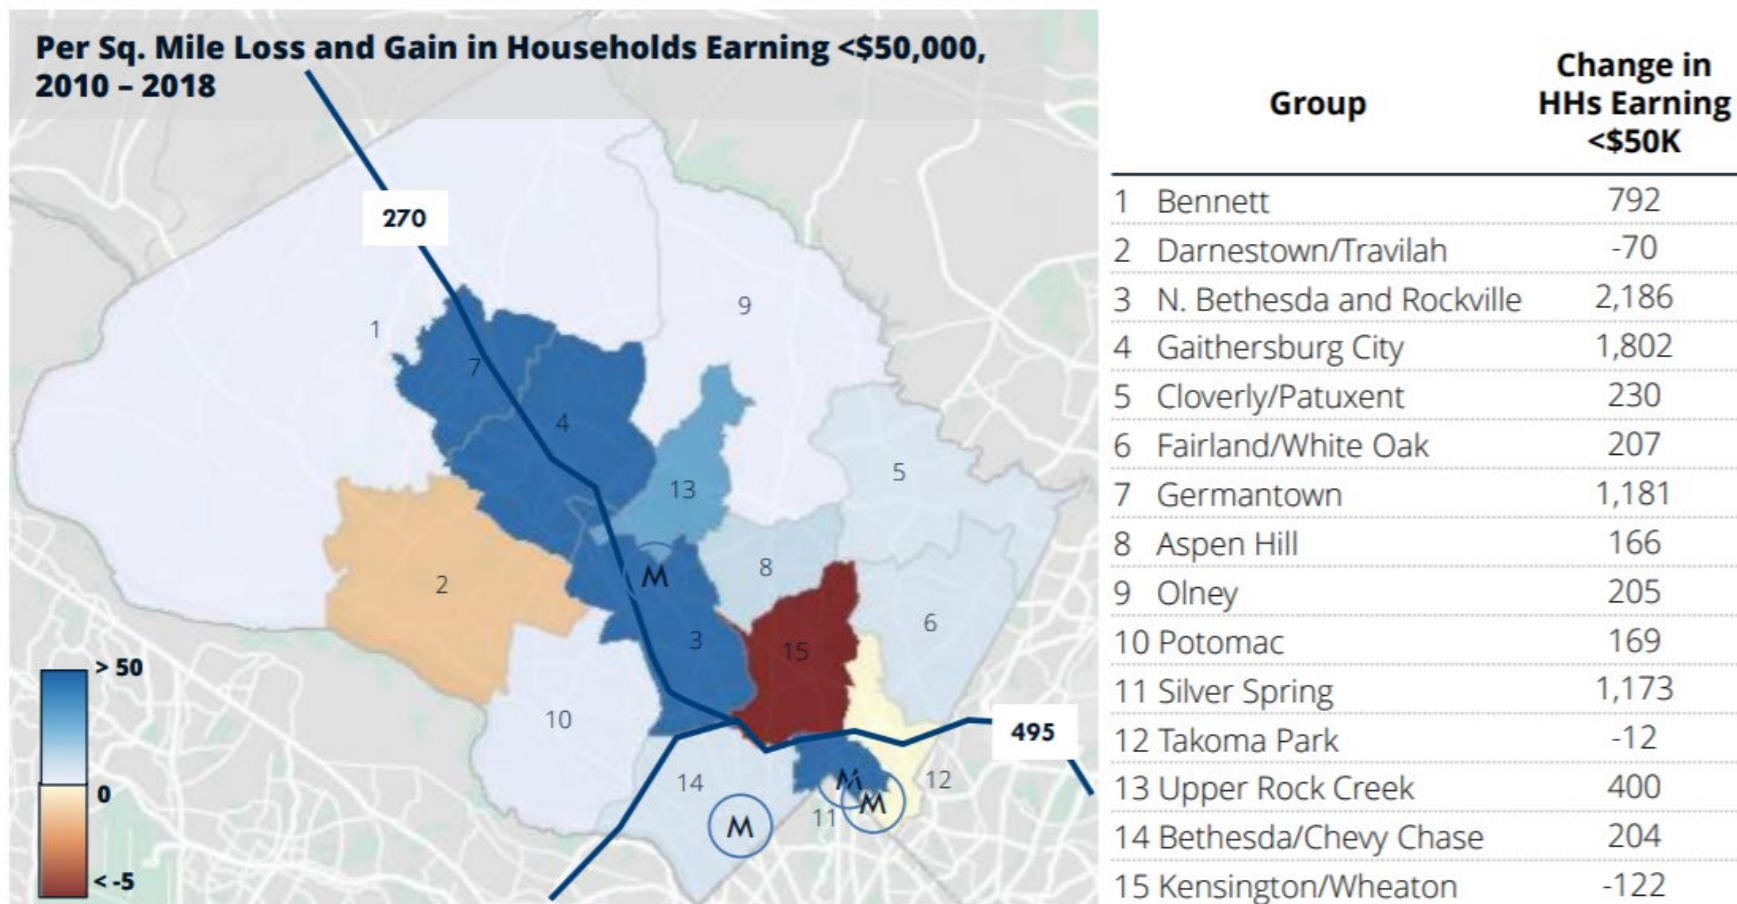 Per Sq. Mile Loss and Gain in Households Earning <$50,000,
2010 – 2018
270
9
1
7
4
13
5
8
2
M
6
3
15
10
495
14
12
M
M
M
11
> 50
0
< -5
Group
Change in
HHs Earning
<$50K
1 Bennett 792
2 Darnestown/Travilah -70
3 N. Bethesda and Rockville 2,186
4 Gaithersburg City 1,802
5 Cloverly/Patuxent 230
6 Fairland/White Oak 207
7 Germantown 1,181
8 Aspen Hill 166
9 Olney 205
10 Potomac 169
11 Silver Spring 1,173
12 Takoma Park -12
13 Upper Rock Creek 400
14 Bethesda/Chevy Chase 204
15 Kensington/Wheaton -122